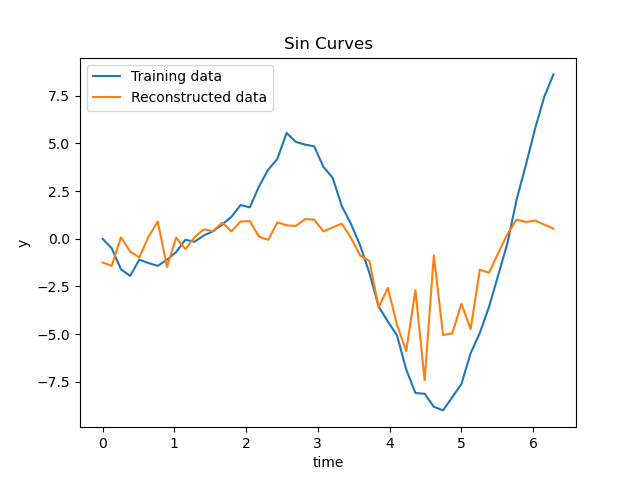 Sin Curves
Training data
Reconstructed data
7.5
5.0
2.5
0.0
−2.5
−5.0
−7.5
y
0 1 2 3 4 5 6
time